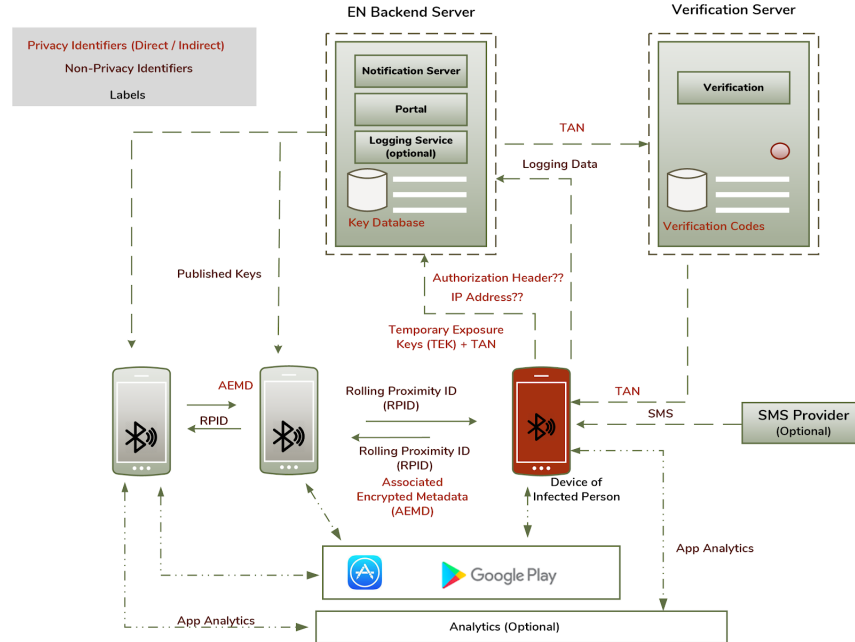 EN Backend Server
Verification Server
Privacy Identifiers (Direct / Indirect)
Non-Privacy Identifiers
Labels
Notification Server
Portal
Logging Service
(optional)
Key Database
Verification
Verification Codes
TAN
Logging Data
Published Keys
Authorization Header??
IP Address??
Temporary Exposure
Keys (TEK) + TAN
AEMD
RPID
Rolling Proximity ID
(RPID)
Rolling Proximity ID
(RPID)
Associated
Encrypted Metadata
(AEMD)
TAN
SMS
SMS Provider
(Optional)
Device of
Infected Person
App Analytics
Google Play
App Analytics
Analytics (Optional)